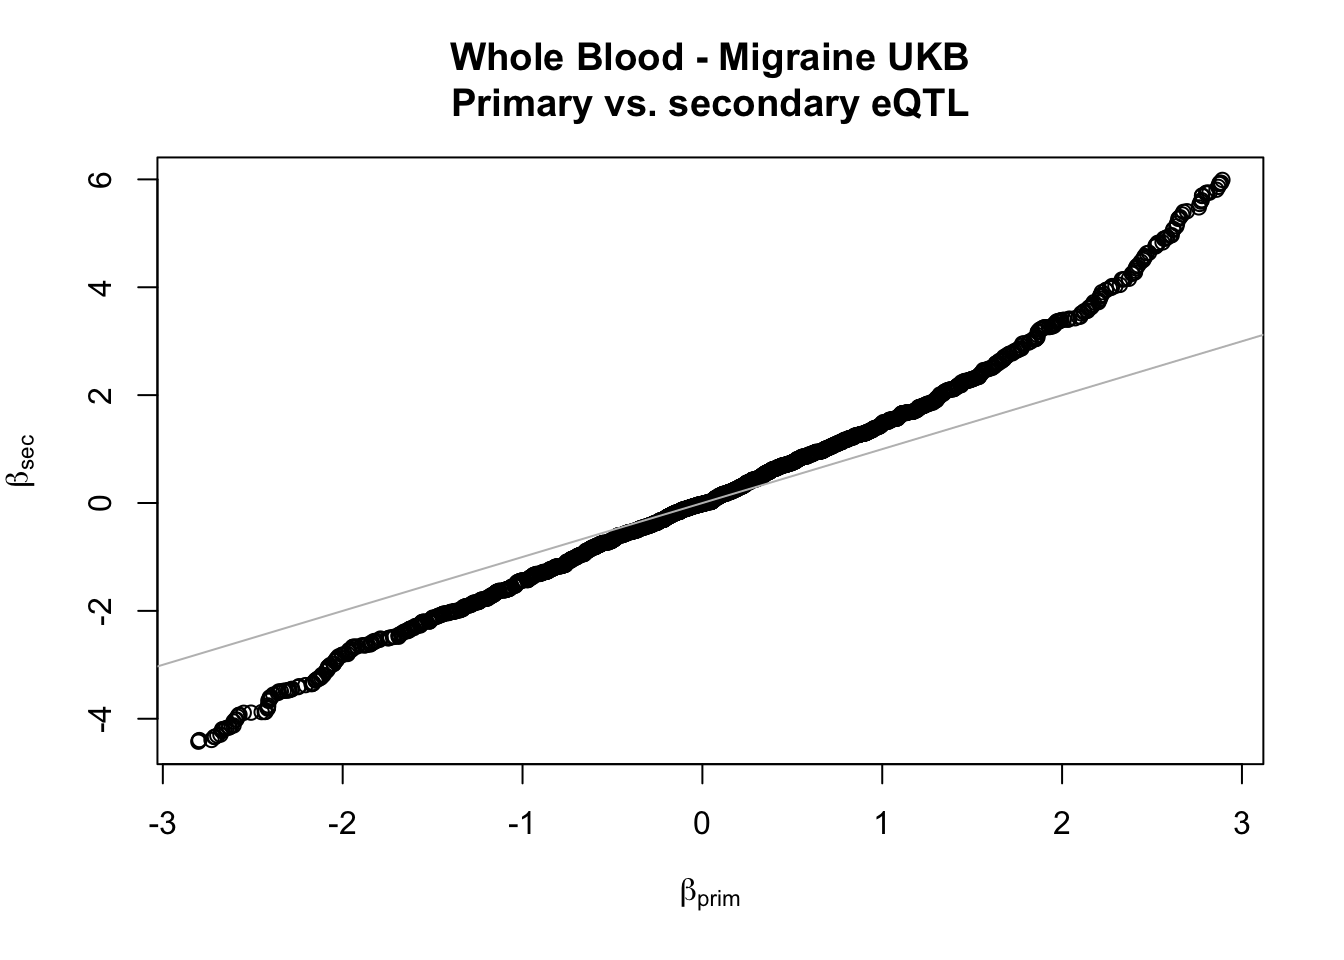 Whole Blood - Migraine UKB
Primary vs. secondary eQTL
6
4
2
0
-2
-4
βsec
-3 -2 -1 0 1 2 3
βprim